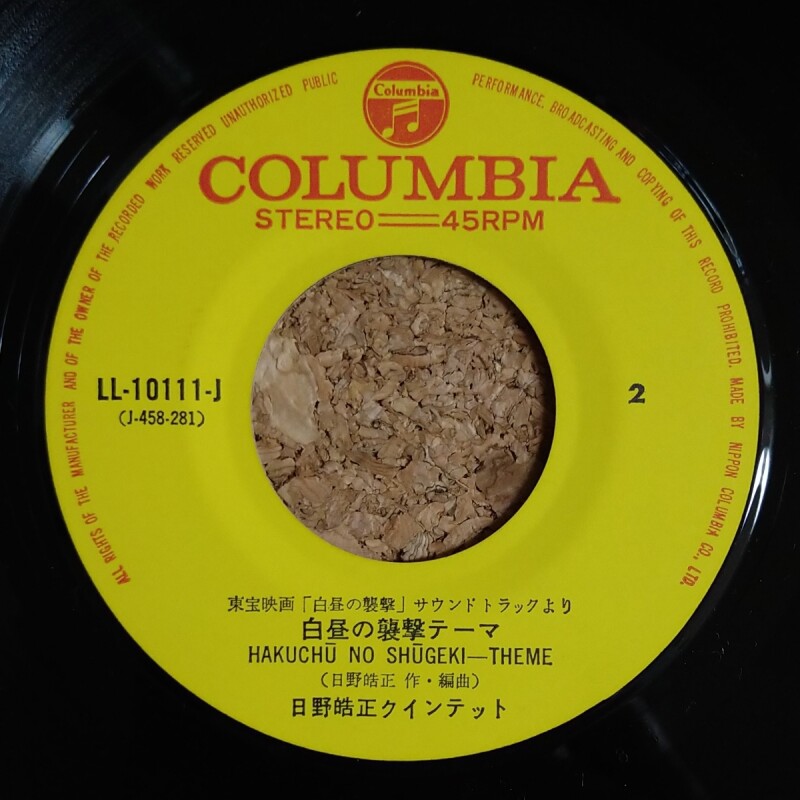 ALL RIGHTS OF THE MANUFACTURER AND OF THE OWNER OF THE RECORDED WORK RESERVED UNAUTHORIZED PUBLIC PERFORMANCE, BROADCASTING AND COPYING OF THIS RECORD PROHIBITED. MADE BY NIPPON COLUMBIA CO., LTD.
Columbia
COLUMBIA
STEREO 45RPM
LL-10111-J
(J-458-281)
2
東宝映画「白昼の襲撃」サウンドトラックより
白昼の襲撃テーマ
HAKUCHŪ NO SHŪGEKI—THEME
(日野皓正 作・編曲)
日野皓正クインテット